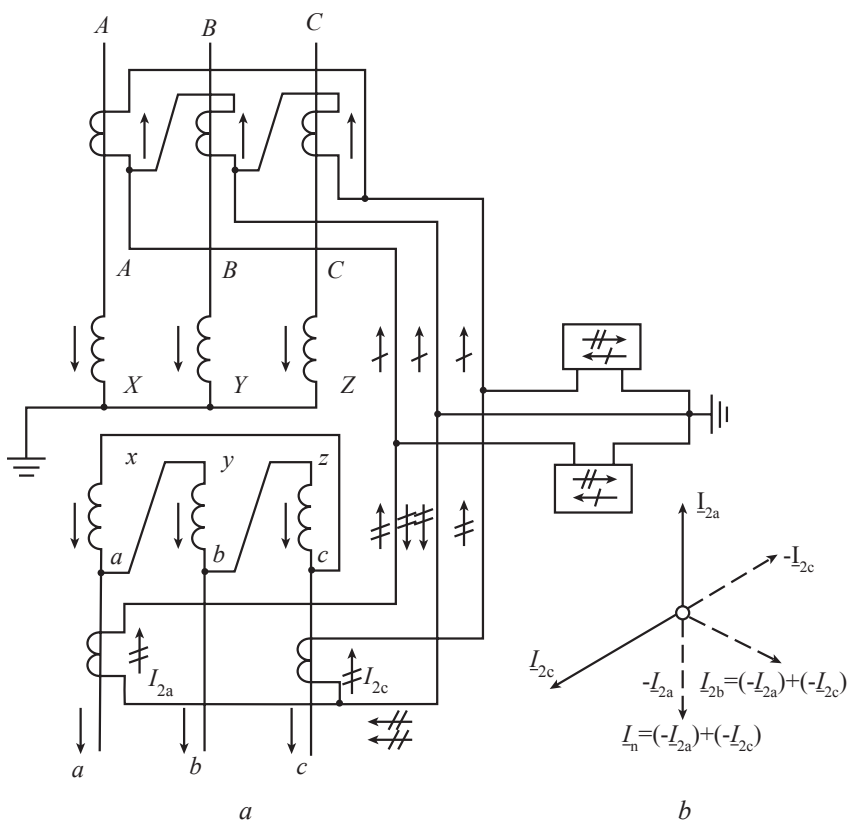 A B C
A B C
X Y Z
x y z
a b c
I2a I2c
a b c
a
I2a
-I2c
I2c
-I2a I2b=(-I2a)+(-I2c)
In=(-I2a)+(-I2c)
b